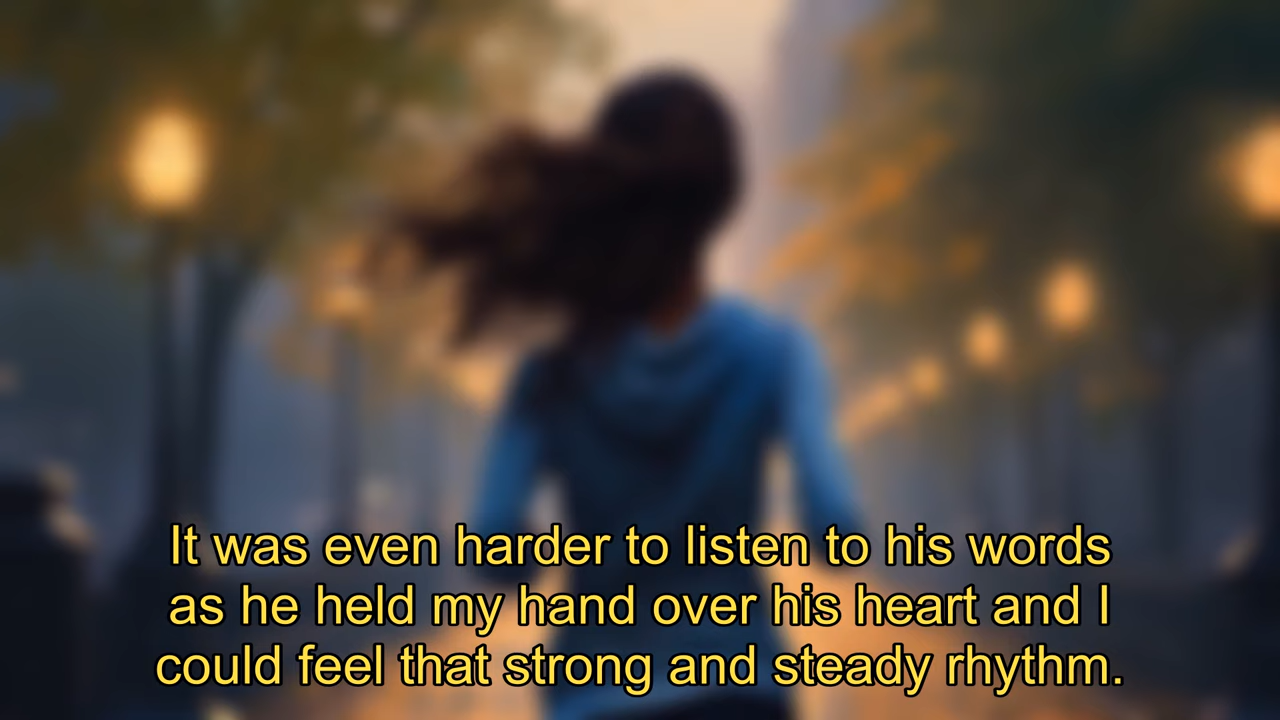 It was even harder to listen to his words
as he held my hand over his heart and I
could feel that strong and steady rhythm.